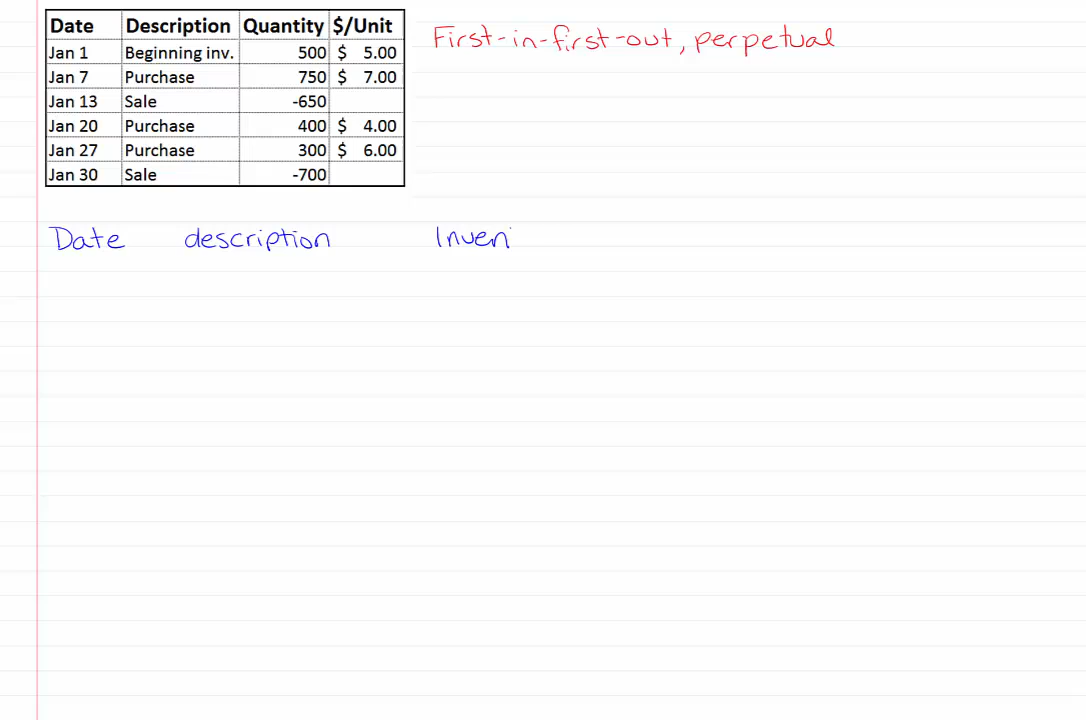 Date Description Quantity $/Unit
Jan 1 Beginning inv. 500 $ 5.00
Jan 7 Purchase 750 $ 7.00
Jan 13 Sale -650
Jan 20 Purchase 400 $ 4.00
Jan 27 Purchase 300 $ 6.00
Jan 30 Sale -700
First-in-first-out, perpetual
Date description Inven